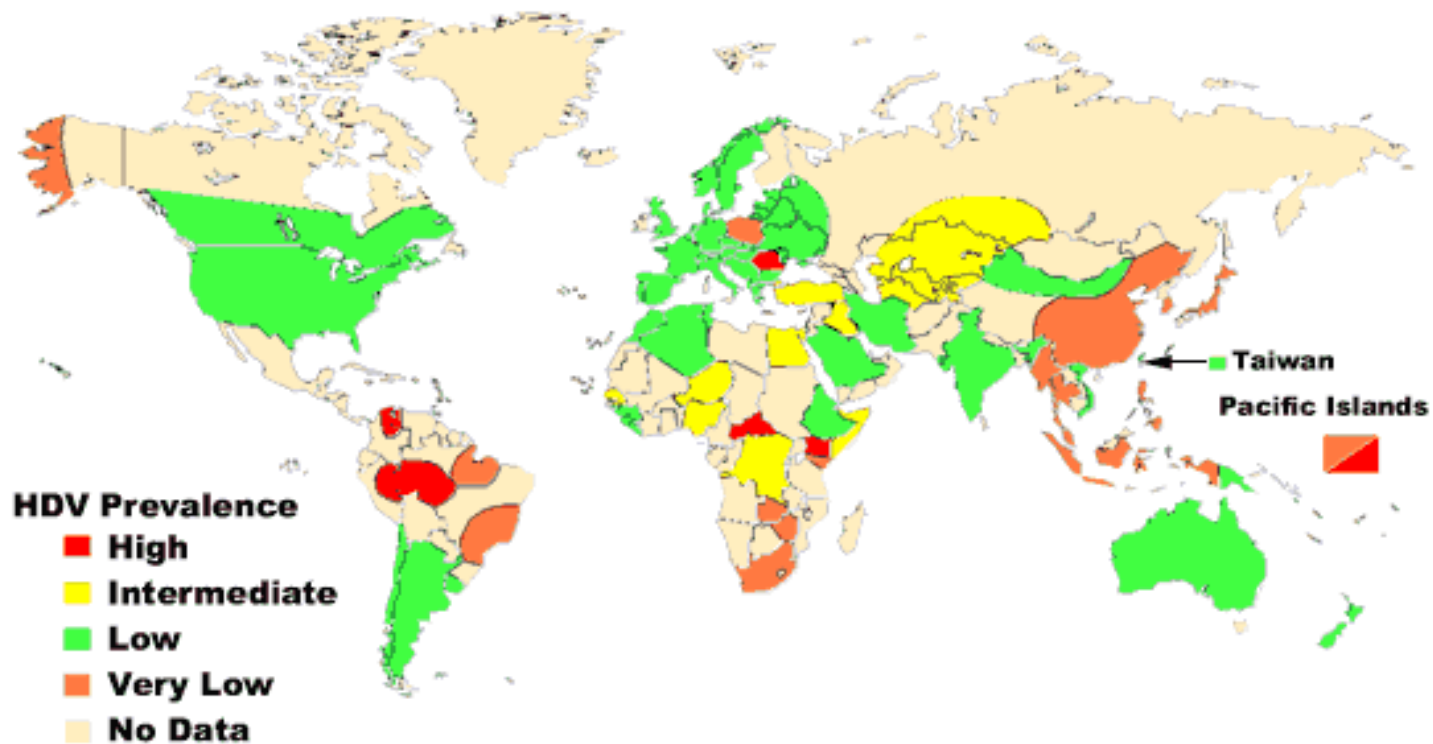 Taiwan
Pacific Islands
HDV Prevalence
High
Intermediate
Low
Very Low
No Data